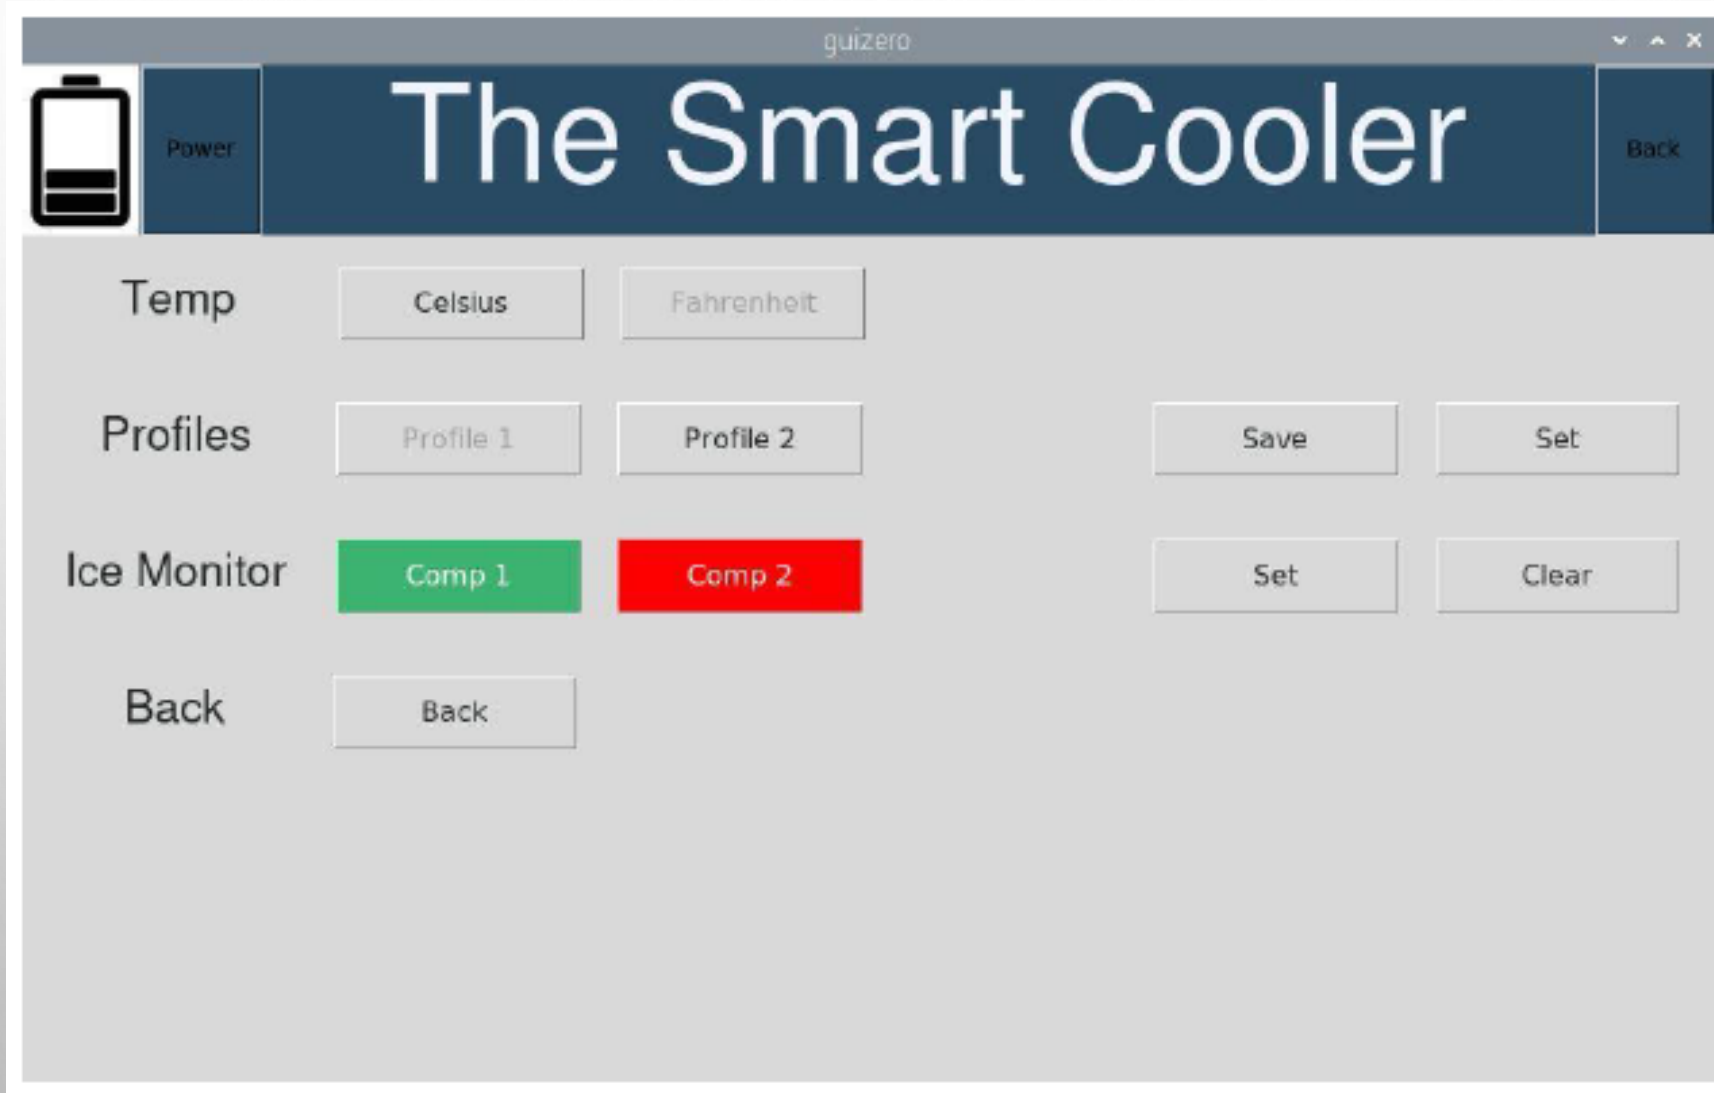 guizero
Power
The Smart Cooler
Back
Temp Celsius Fahrenheit
Profiles Profile 1 Profile 2 Save Set
Ice Monitor Comp 1 Comp 2 Set Clear
Back Back